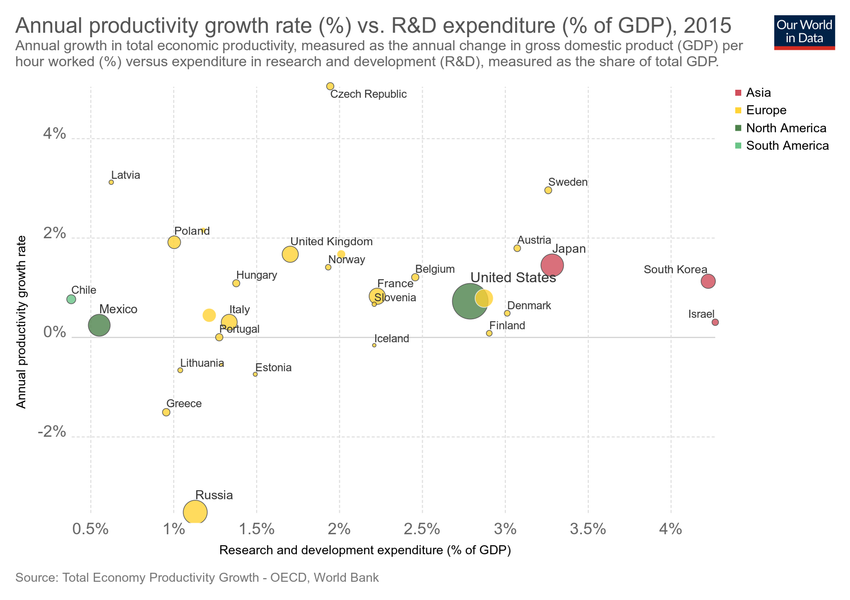 Annual productivity growth rate (%) vs. R&D expenditure (% of GDP), 2015
Our World
in Data
Annual growth in total economic productivity, measured as the annual change in gross domestic product (GDP) per
hour worked (%) versus expenditure in research and development (R&D), measured as the share of total GDP.
Asia
Europe
North America
South America
Czech Republic
4%
Latvia
Sweden
2%
Poland
United Kingdom
Austria
Japan
Norway
Belgium
South Korea
Hungary
United States
France
Chile
Slovenia
Mexico
Italy
Denmark
Israel
Portugal
Finland
0%
Iceland
Lithuania
Estonia
Greece
-2%
Russia
Annual productivity growth rate
0.5%
1%
1.5%
2%
2.5%
3%
3.5%
4%
Research and development expenditure (% of GDP)
Source: Total Economy Productivity Growth - OECD, World Bank